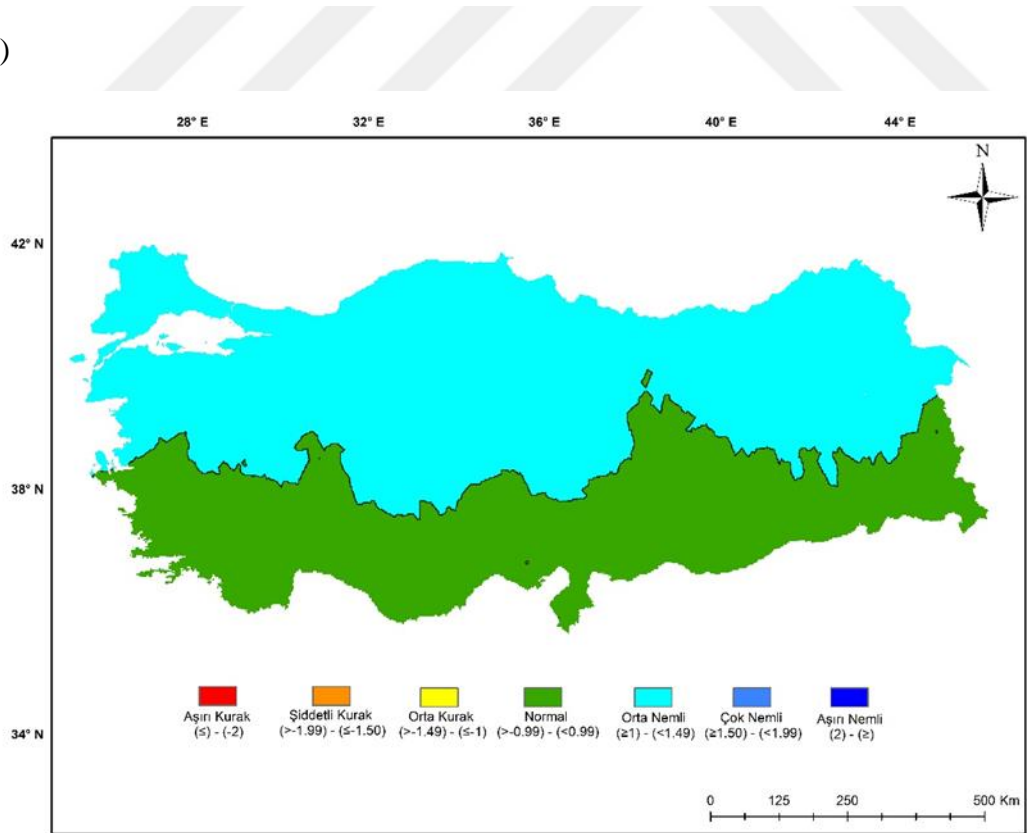 )
28° E 32° E 36° E 40° E 44° E
N
42° N
38° N
34° N
Aşırı Kurak Şiddetli Kurak Orta Kurak Normal Orta Nemli Çok Nemli Aşırı Nemli
(≤) - (-2) (>-1.99) - (≤-1.50) (>-1.49) - (≤-1) (>-0.99) - (<0.99) (≥1) - (<1.49) (≥1.50) - (<1.99) (2) - (≥)
0 125 250 500 Km